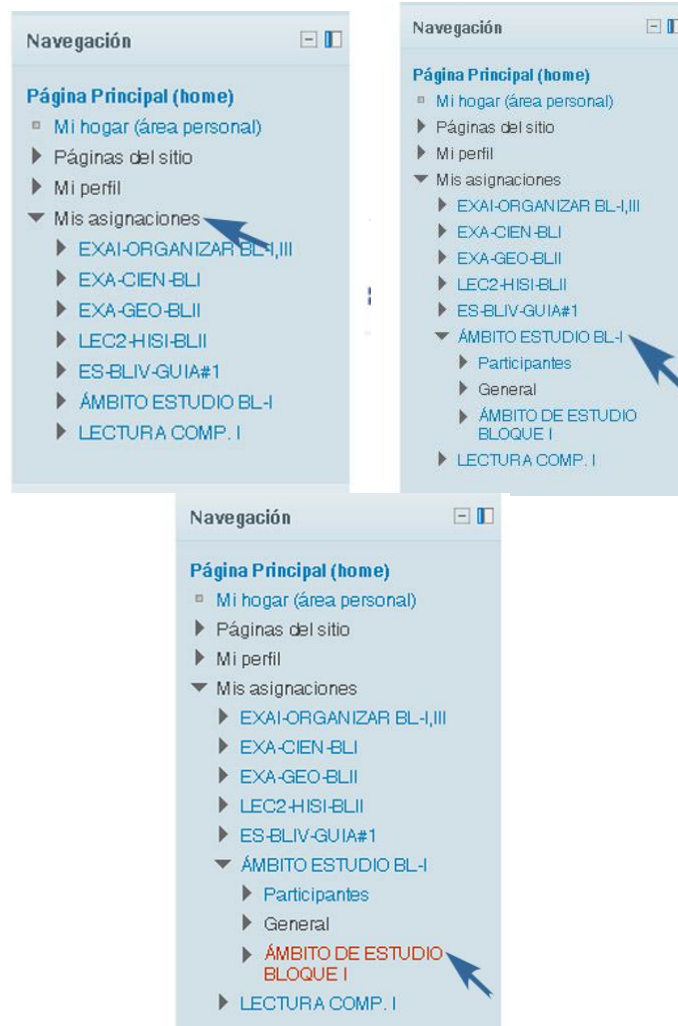 Navegación
Página Principal (home)
Mi hogar (área personal)
Páginas del sitio
Mi perfil
Mis asignaciones
EXAI-ORGANIZAR BL-I,III
EXA-CIEN-BLI
EXA-GEO-BLII
LEC2-HISI-BLII
ES-BLIV-GUIA#1
ÁMBITO ESTUDIO BL-I
LECTURA COMP. I
Navegación
Página Principal (home)
Mi hogar (área personal)
Páginas del sitio
Mi perfil
Mis asignaciones
EXAI-ORGANIZAR BL-I,III
EXA-CIEN-BLI
EXA-GEO-BLII
LEC2-HISI-BLII
ES-BLIV-GUIA#1
ÁMBITO ESTUDIO BL-I
Participantes
General
ÁMBITO DE ESTUDIO
BLOQUE I
LECTURA COMP. I
Navegación
Página Principal (home)
Mi hogar (área personal)
Páginas del sitio
Mi perfil
Mis asignaciones
EXAI-ORGANIZAR BL-I,III
EXA-CIEN-BLI
EXA-GEO-BLII
LEC2-HISI-BLII
ES-BLIV-GUIA#1
ÁMBITO ESTUDIO BL-I
Participantes
General
ÁMBITO DE ESTUDIO
BLOQUE I
LECTURA COMP. I